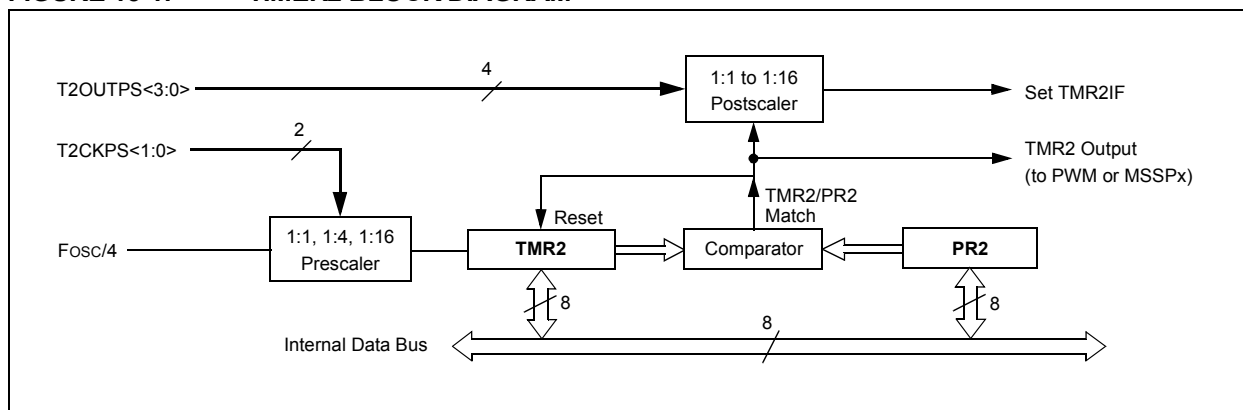 4
T2OUTPS<3:0>
1:1 to 1:16
Postscaler
Set TMR2IF
2
T2CKPS<1:0>
TMR2 Output
(to PWM or MSSPx)
TMR2/PR2
Match
Reset
FOSC/4
1:1, 1:4, 1:16
Prescaler
TMR2
Comparator
PR2
8
8
8
Internal Data Bus